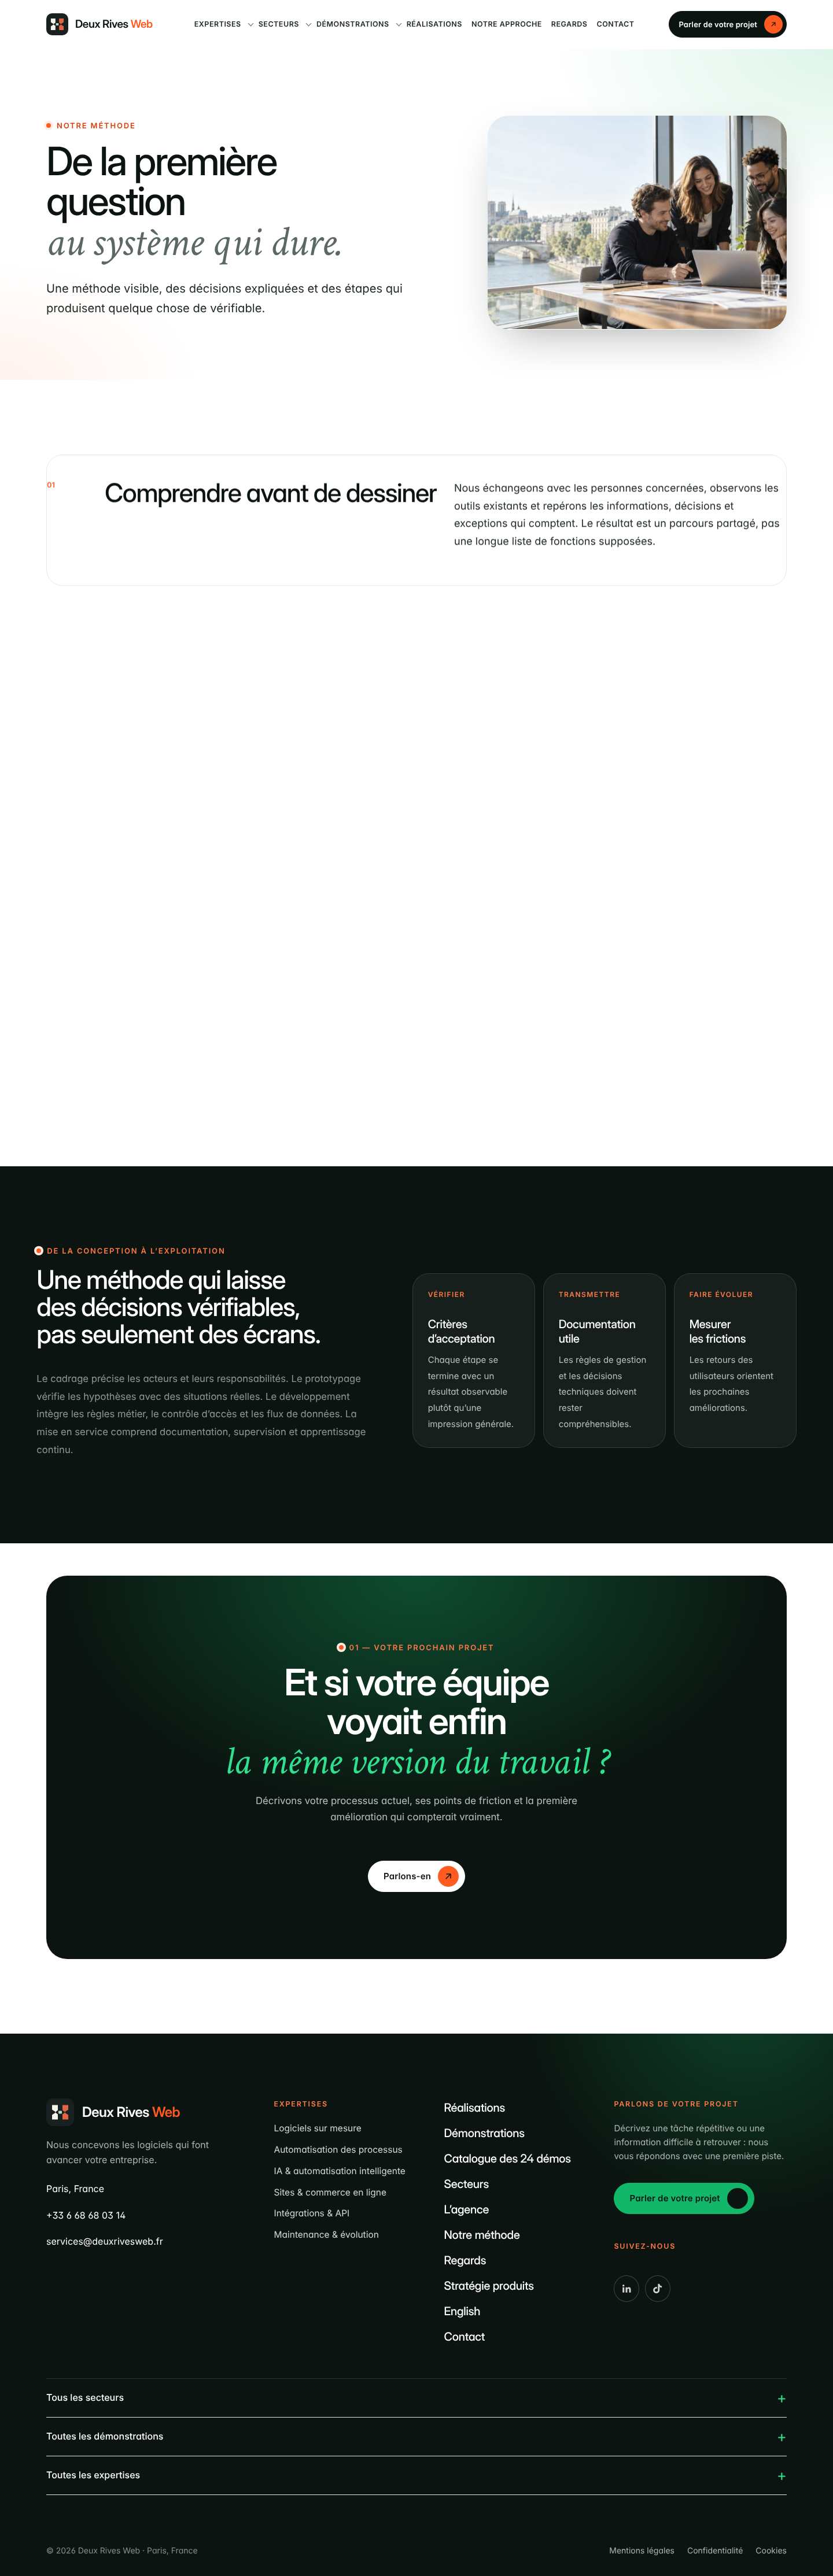 Deux Rives Web
EXPERTISES
SECTEURS
DÉMONSTRATIONS
RÉALISATIONS
NOTRE APPROCHE
REGARDS
CONTACT
Parler de votre projet
NOTRE MÉTHODE
De la première
question
au système qui dure.
Une méthode visible, des décisions expliquées et des étapes qui
produisent quelque chose de vérifiable.
01
Comprendre avant de dessiner
Nous échangeons avec les personnes concernées, observons les
outils existants et repérons les informations, décisions et
exceptions qui comptent. Le résultat est un parcours partagé, pas
une longue liste de fonctions supposées.
DE LA CONCEPTION À L'EXPLOITATION
Une méthode qui laisse
des décisions vérifiables,
pas seulement des écrans.
Le cadrage précise les acteurs et leurs responsabilités. Le prototypage
vérifie les hypothèses avec des situations réelles. Le développement
intègre les règles métier, le contrôle d'accès et les flux de données. La
mise en service comprend documentation, supervision et apprentissage
continu.
VÉRIFIER
Critères
d'acceptation
Chaque étape se
termine avec un
résultat observable
plutôt qu'une
impression générale.
TRANSMETTRE
Documentation
utile
Les règles de gestion
et les décisions
techniques doivent
rester
compréhensibles.
FAIRE ÉVOLUER
Mesurer
les frictions
Les retours des
utilisateurs orientent
les prochaines
améliorations.
01 — VOTRE PROCHAIN PROJET
Et si votre équipe
voyait enfin
la même version du travail ?
Décrivons votre processus actuel, ses points de friction et la première
amélioration qui compterait vraiment.
Parlons-en
Deux Rives Web
Nous concevons les logiciels qui font
avancer votre entreprise.
Paris, France
+33 6 68 68 03 14
services@deuxrivesweb.fr
EXPERTISES
Logiciels sur mesure
Automatisation des processus
IA & automatisation intelligente
Sites & commerce en ligne
Intégrations & API
Maintenance & évolution
Réalisations
Démonstrations
Catalogue des 24 démos
Secteurs
L'agence
Notre méthode
Regards
Stratégie produits
English
Contact
PARLONS DE VOTRE PROJET
Décrivez une tâche répétitive ou une
information difficile à retrouver : nous
vous répondons avec une première piste.
Parler de votre projet
SUIVEZ-NOUS
in
Tous les secteurs
+
Toutes les démonstrations
+
Toutes les expertises
+
© 2026 Deux Rives Web · Paris, France
Mentions légales
Confidentialité
Cookies